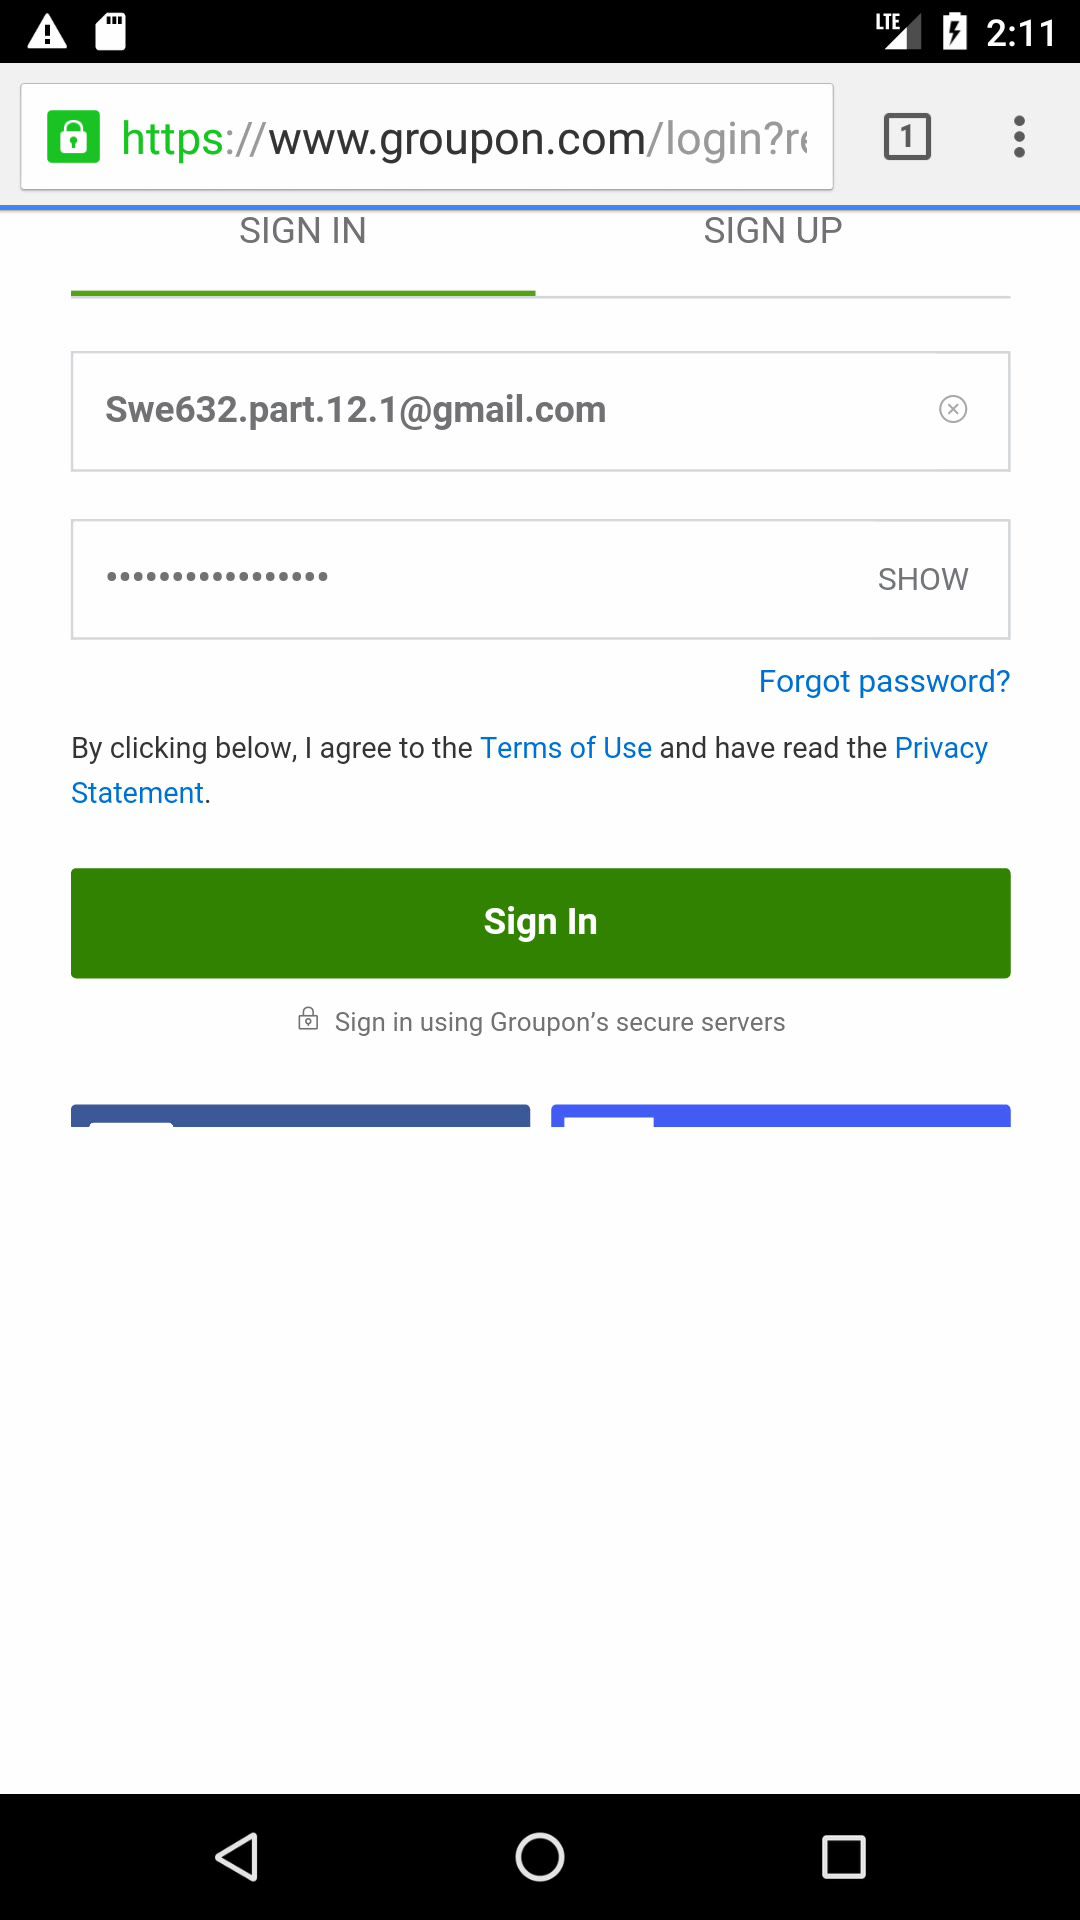 LTE 2:11
https://www.groupon.com/login?re
1
SIGN IN SIGN UP
Swe632.part.12.1@gmail.com
••••••••••••••••• SHOW
Forgot password?
By clicking below, I agree to the Terms of Use and have read the Privacy
Statement.
Sign In
Sign in using Groupon’s secure servers